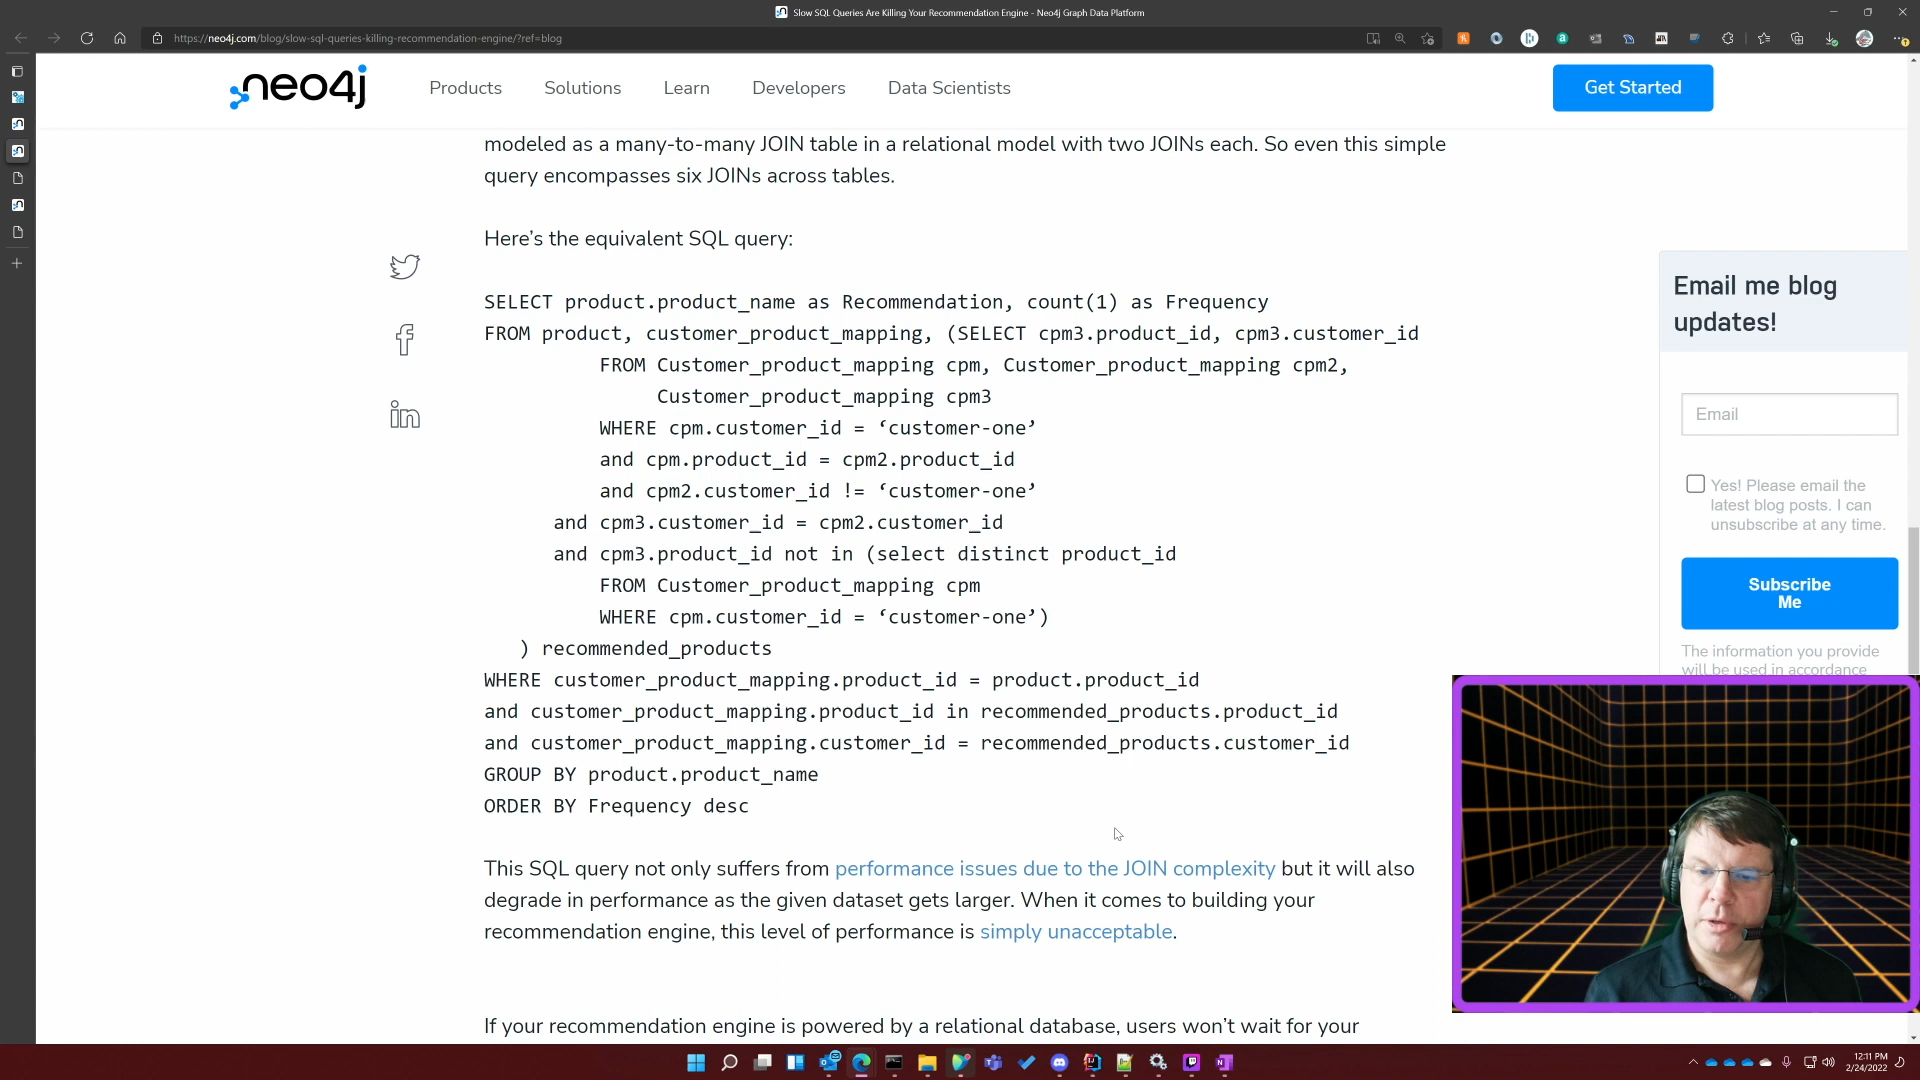 Slow SQL Queries Are Killing Your Recommendation Engine - Neo4j Graph Data Platform
https://neo4j.com/blog/slow-sql-queries-killing-recommendation-engine/?ref=blog
neo4j
Products
Solutions
Learn
Developers
Data Scientists
Get Started
modeled as a many-to-many JOIN table in a relational model with two JOINs each. So even this simple
query encompasses six JOINs across tables.
Here’s the equivalent SQL query:
SELECT product.product_name as Recommendation, count(1) as Frequency
FROM product, customer_product_mapping, (SELECT cpm3.product_id, cpm3.customer_id
FROM Customer_product_mapping cpm, Customer_product_mapping cpm2,
Customer_product_mapping cpm3
WHERE cpm.customer_id = ‘customer-one’
and cpm.product_id = cpm2.product_id
and cpm2.customer_id != ‘customer-one’
and cpm3.customer_id = cpm2.customer_id
and cpm3.product_id not in (select distinct product_id
FROM Customer_product_mapping cpm
WHERE cpm.customer_id = ‘customer-one’)
) recommended_products
WHERE customer_product_mapping.product_id = product.product_id
and customer_product_mapping.product_id in recommended_products.product_id
and customer_product_mapping.customer_id = recommended_products.customer_id
GROUP BY product.product_name
ORDER BY Frequency desc
This SQL query not only suffers from performance issues due to the JOIN complexity but it will also
degrade in performance as the given dataset gets larger. When it comes to building your
recommendation engine, this level of performance is simply unacceptable.
If your recommendation engine is powered by a relational database, users won’t wait for your
Email me blog
updates!
Email
Yes! Please email the
latest blog posts. I can
unsubscribe at any time.
Subscribe
Me
The information you provide
will be used in accordance
12:11 PM
2/24/2022